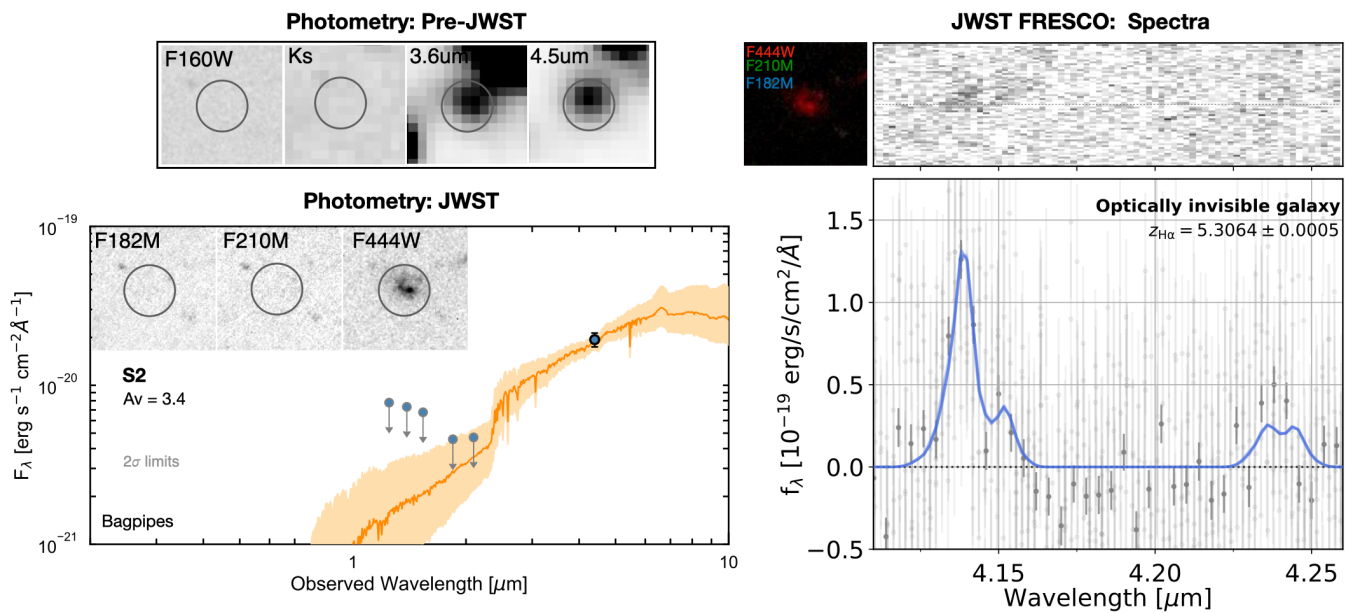 Photometry: Pre-JWST
F160W
Ks
3.6um
4.5um
Photometry: JWST
F182M
F210M
F444W
S2
Av = 3.4
2σ limits
Bagpipes
10⁻¹⁹
10⁻²⁰
10⁻²¹
F_λ [erg s⁻¹ cm⁻²Å⁻¹]
1
10
Observed Wavelength [μm]
JWST FRESCO: Spectra
F444W
F210M
F182M
Optically invisible galaxy
z_Hα = 5.3064 ± 0.0005
1.5
1.0
0.5
0.0
−0.5
f_λ [10⁻¹⁹ erg/s/cm²/Å]
4.15
4.20
4.25
Wavelength [μm]